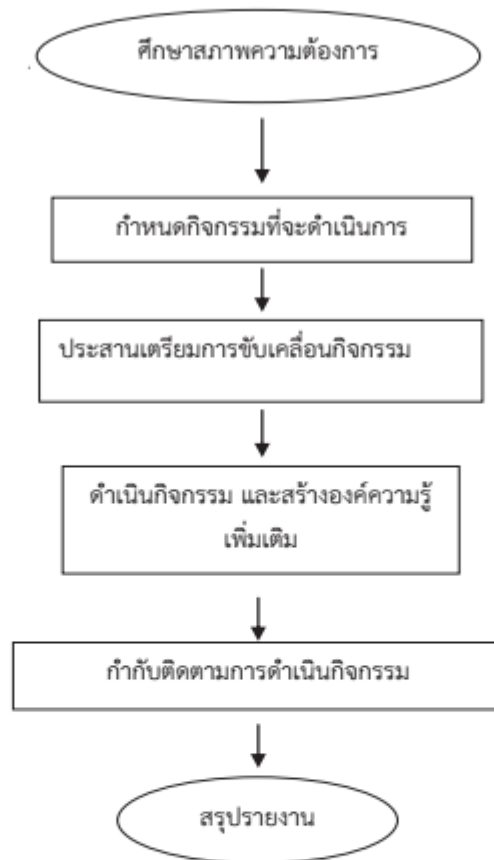 ศึกษาสภาพความต้องการ
กำหนดกิจกรรมที่จะดำเนินการ
ประสานเตรียมการขับเคลื่อนกิจกรรม
ดำเนินกิจกรรม และสร้างองค์ความรู้
เพิ่มเติม
กำกับติดตามการดำเนินกิจกรรม
สรุปรายงาน